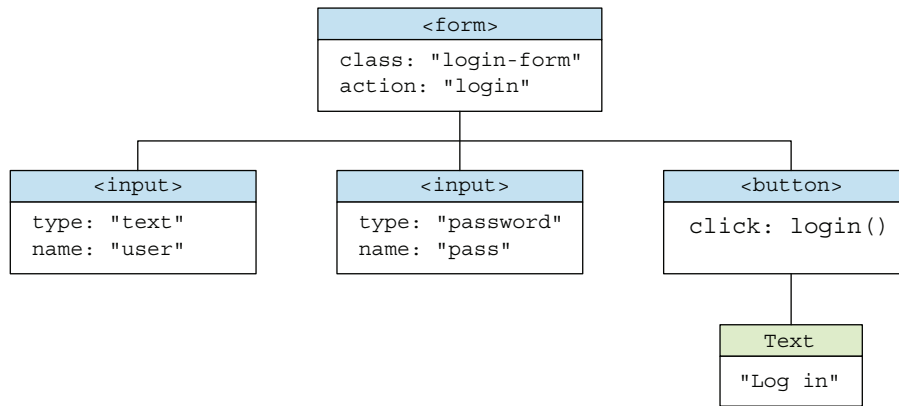 <form>
class: "login-form"
action: "login"
<input>
type: "text"
name: "user"
<input>
type: "password"
name: "pass"
<button>
click: login()
Text
"Log in"